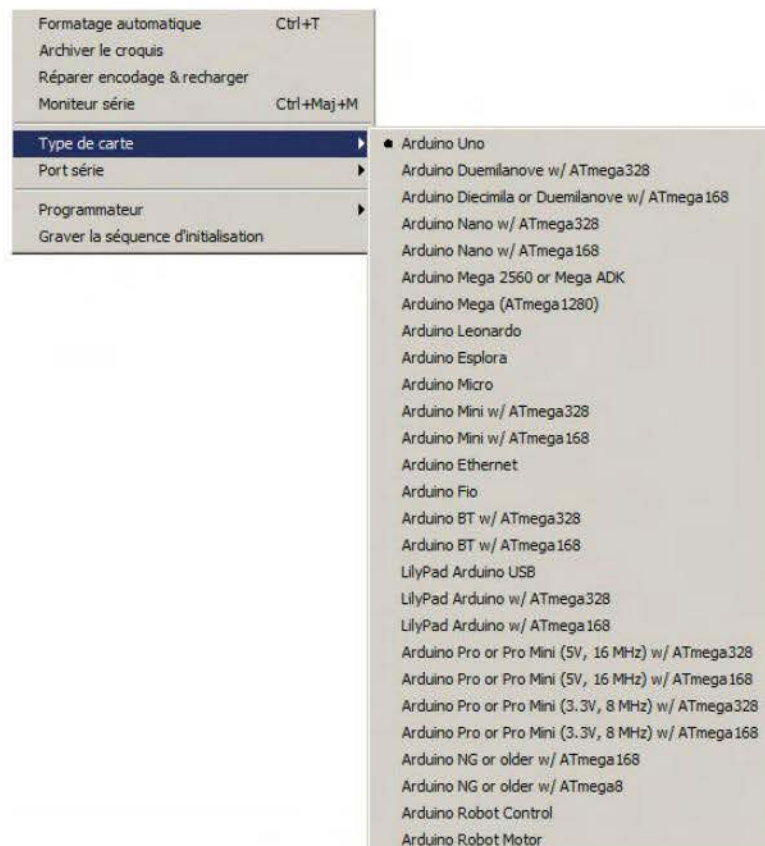 Formatage automatique Ctrl+T
Archiver le croquis
Réparer encodage & recharger
Moniteur série Ctrl+Maj+M
Type de carte
Port série
Programmateur
Graver la séquence d'initialisation
Arduino Uno
Arduino Duemilanove w/ ATmega328
Arduino Diecimila or Duemilanove w/ ATmega168
Arduino Nano w/ ATmega328
Arduino Nano w/ ATmega168
Arduino Mega 2560 or Mega ADK
Arduino Mega (ATmega1280)
Arduino Leonardo
Arduino Esplora
Arduino Micro
Arduino Mini w/ ATmega328
Arduino Mini w/ ATmega168
Arduino Ethernet
Arduino Fio
Arduino BT w/ ATmega328
Arduino BT w/ ATmega168
LilyPad Arduino USB
LilyPad Arduino w/ ATmega328
LilyPad Arduino w/ ATmega168
Arduino Pro or Pro Mini (5V, 16 MHz) w/ ATmega328
Arduino Pro or Pro Mini (5V, 16 MHz) w/ ATmega168
Arduino Pro or Pro Mini (3.3V, 8 MHz) w/ ATmega328
Arduino Pro or Pro Mini (3.3V, 8 MHz) w/ ATmega168
Arduino NG or older w/ ATmega168
Arduino NG or older w/ ATmega8
Arduino Robot Control
Arduino Robot Motor